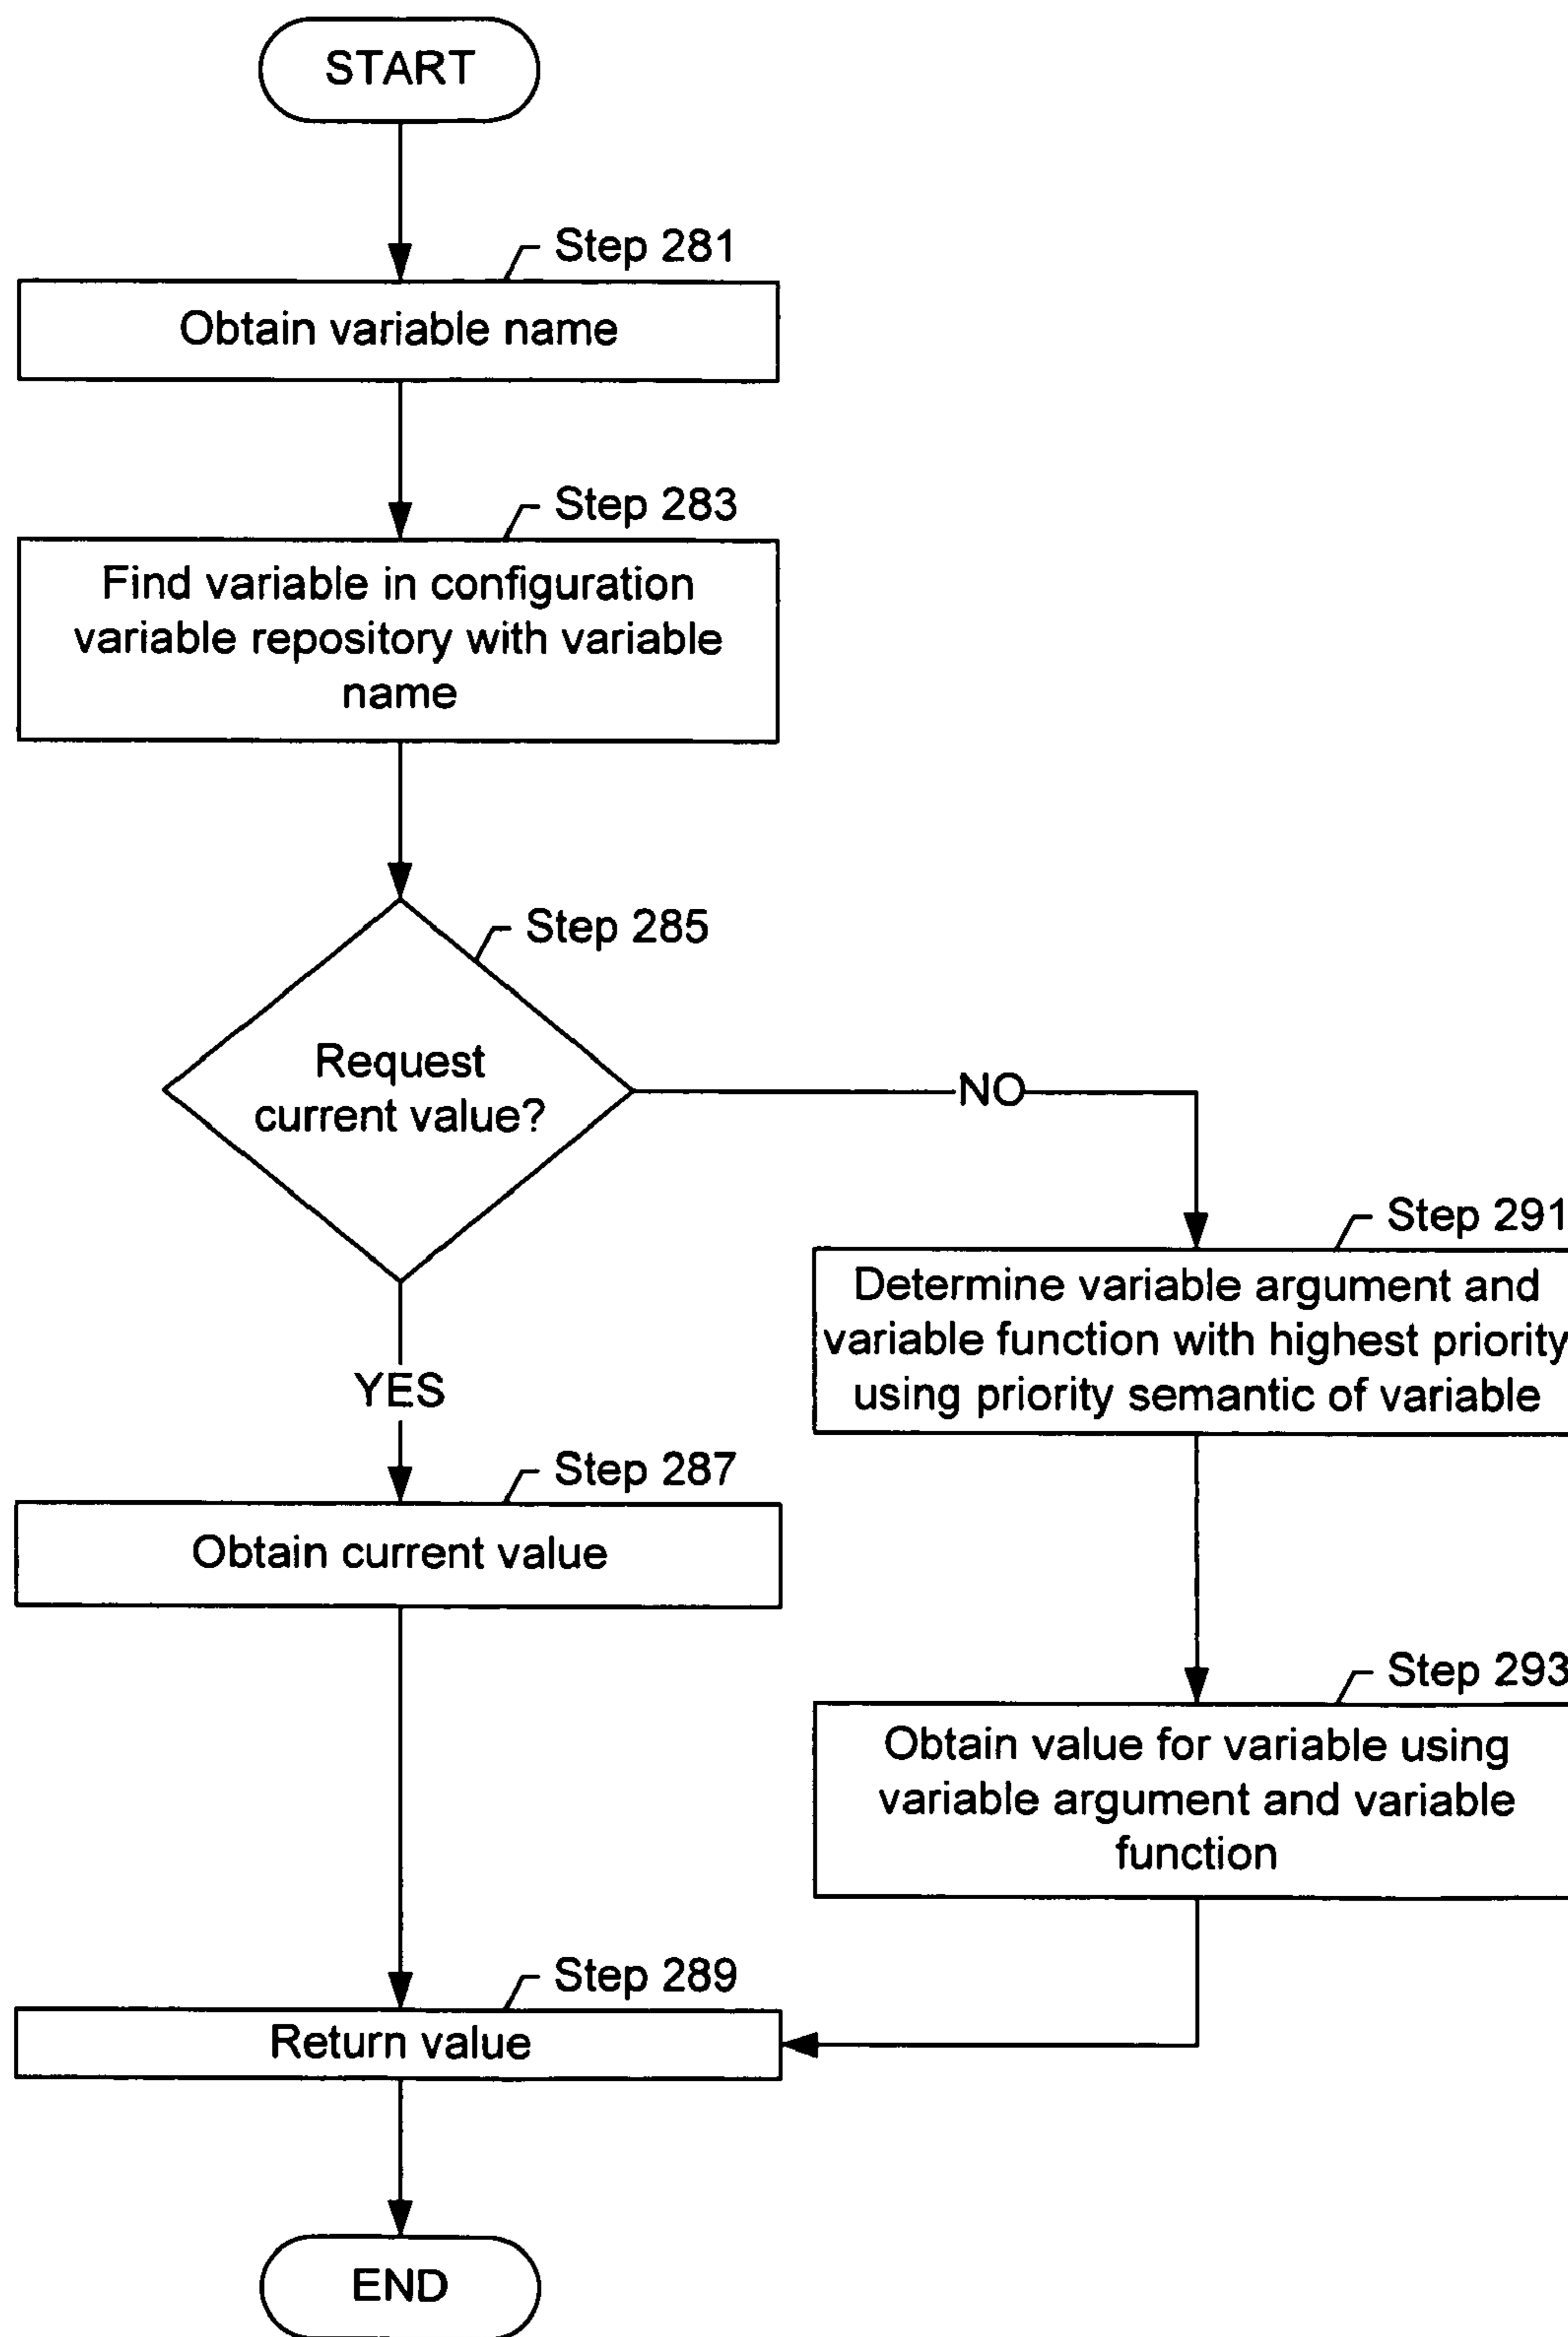 START
Step 281
Obtain variable name
Step 283
Find variable in configuration
variable repository with variable
name
Step 285
Request
current value?
NO
Step 291
Determine variable argument and
variable function with highest priority
using priority semantic of variable
YES
Step 287
Obtain current value
Step 293
Obtain value for variable using
variable argument and variable
function
Step 289
Return value
END